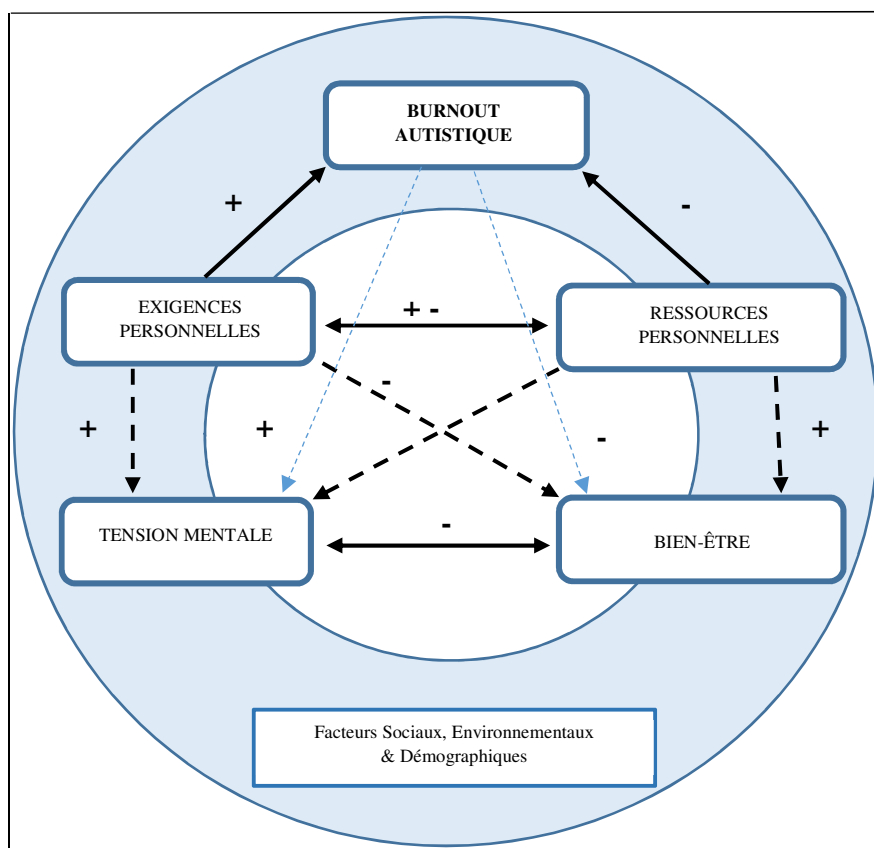 BURNOUT
AUTISTIQUE
+
-
EXIGENCES
PERSONNELLES
+ -
RESSOURCES
PERSONNELLES
-
+
+
-
+
TENSION MENTALE
-
BIEN-ÊTRE
Facteurs Sociaux, Environnementaux
& Démographiques